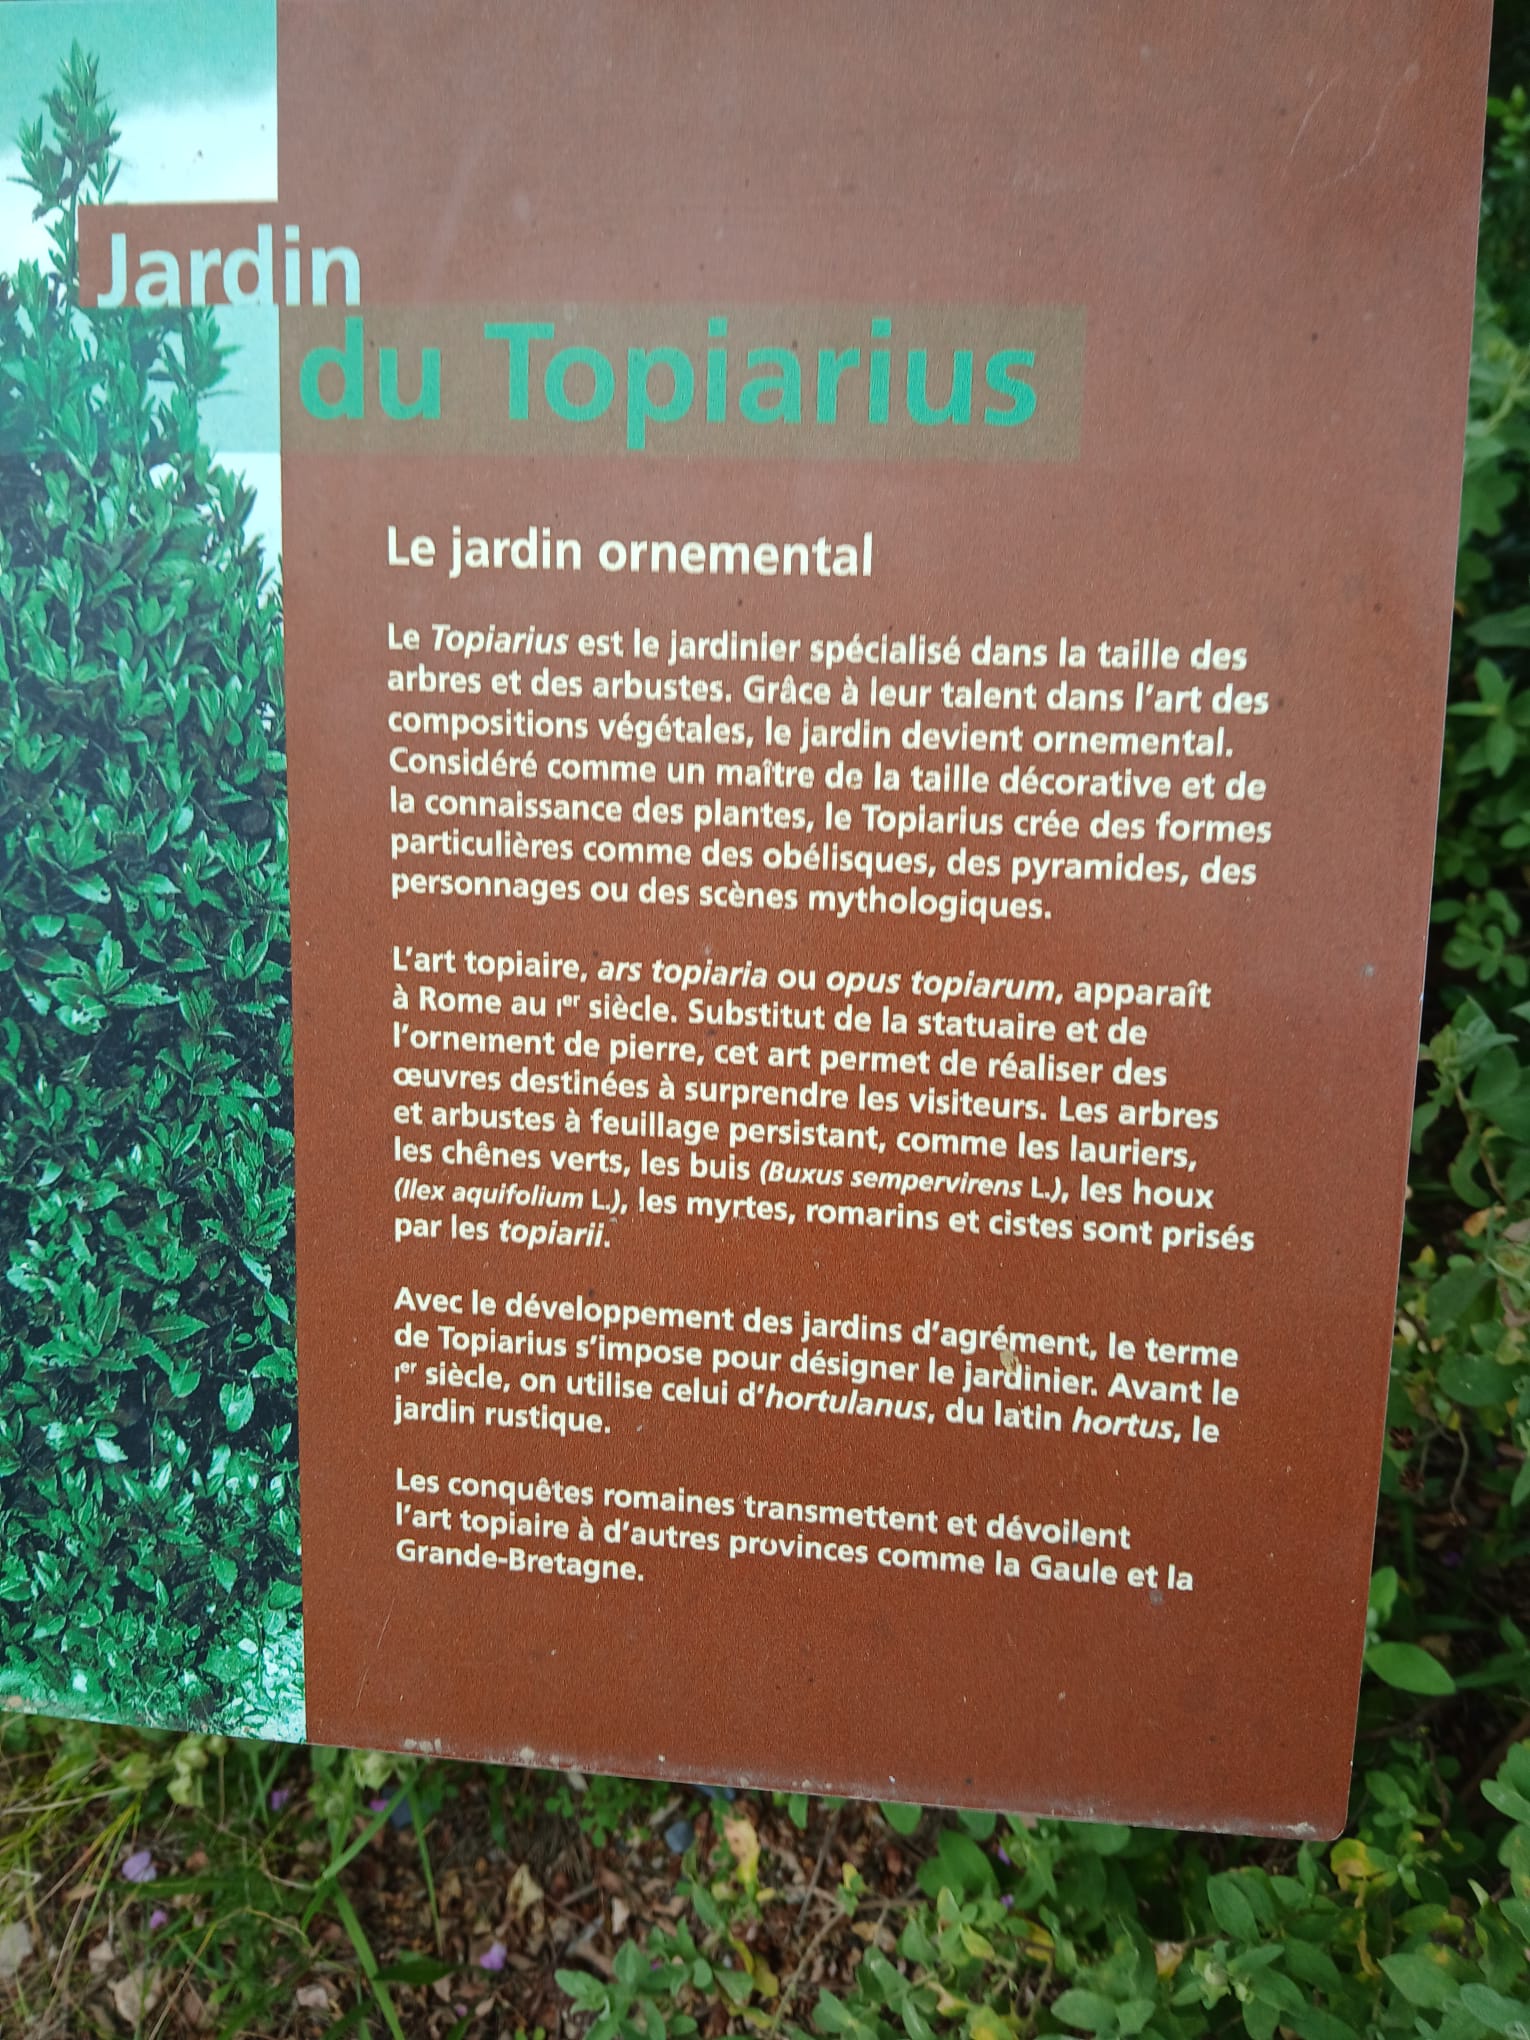 Jardin
du Topiarius
Le jardin ornemental
Le Topiarius est le jardinier spécialisé dans la taille des
arbres et des arbustes. Grâce à leur talent dans l'art des
compositions végétales, le jardin devient ornemental.
Considéré comme un maître de la taille décorative et de
la connaissance des plantes, le Topiarius crée des formes
particulières comme des obélisques, des pyramides, des
personnages ou des scènes mythologiques.
L'art topiaire, ars topiaria ou opus topiarum, apparaît
à Rome au Ier siècle. Substitut de la statuaire et de
l'ornement de pierre, cet art permet de réaliser des
œuvres destinées à surprendre les visiteurs. Les arbres
et arbustes à feuillage persistant, comme les lauriers,
les chênes verts, les buis (Buxus sempervirens L.), les houx
(Ilex aquifolium L.), les myrtes, romarins et cistes sont prisés
par les topiarii.
Avec le développement des jardins d'agrément, le terme
de Topiarius s'impose pour désigner le jardinier. Avant le
Ier siècle, on utilise celui d'hortulanus, du latin hortus, le
jardin rustique.
Les conquêtes romaines transmettent et dévoilent
l'art topiaire à d'autres provinces comme la Gaule et la
Grande-Bretagne.